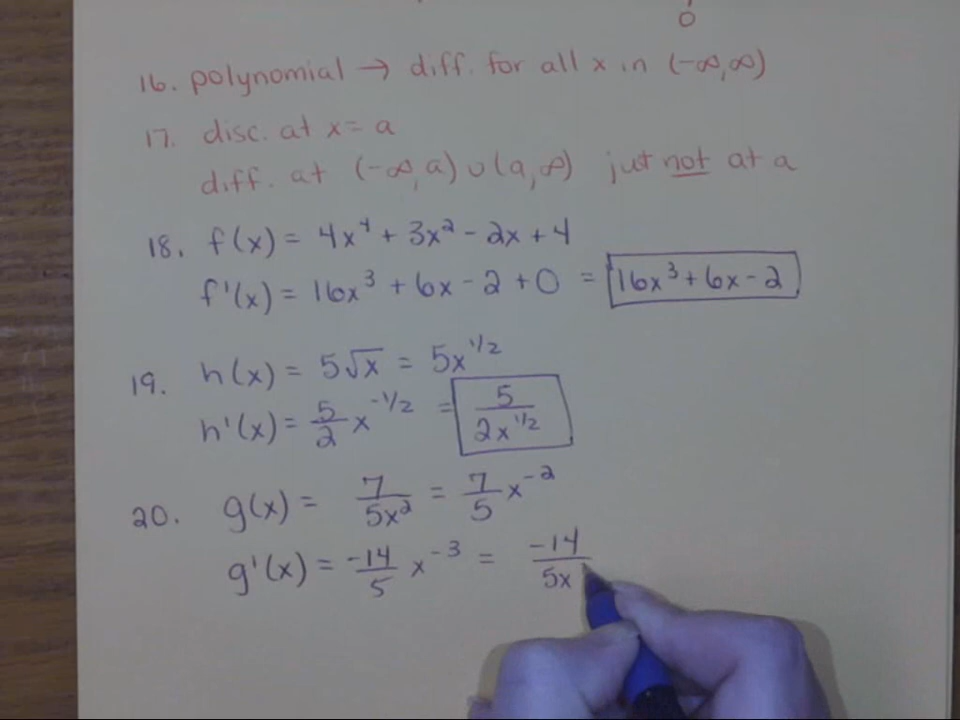 0
16. polynomial → diff. for all x in (-∞,∞)
17. disc. at x = a
diff. at (-∞,a) ∪ (a,∞) just not at a
18. f(x) = 4x⁴ + 3x² - 2x + 4
f'(x) = 16x³ + 6x - 2 + 0 = 16x³ + 6x - 2
19. h(x) = 5√x = 5x^1/2
h'(x) = 5/2 x^-1/2 = 5/2x^1/2
20. g(x) = 7/5x² = 7/5 x^-2
g'(x) = -14/5 x^-3 = -14/5x